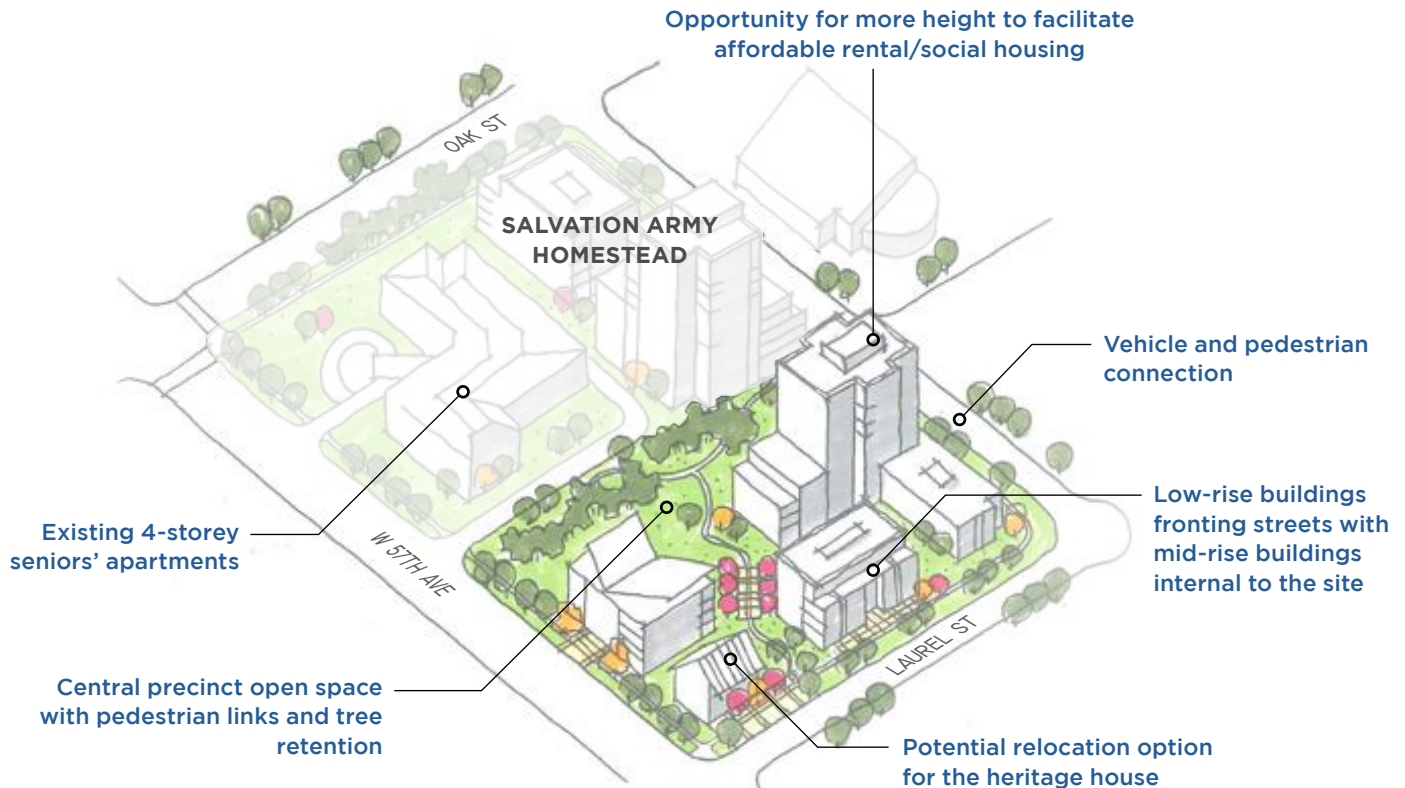 Opportunity for more height to facilitate
affordable rental/social housing
OAK ST
SALVATION ARMY
HOMESTEAD
Vehicle and pedestrian
connection
Existing 4-storey
seniors’ apartments
W 57TH AVE
Low-rise buildings
fronting streets with
mid-rise buildings
internal to the site
LAUREL ST
Central precinct open space
with pedestrian links and tree
retention
Potential relocation option
for the heritage house